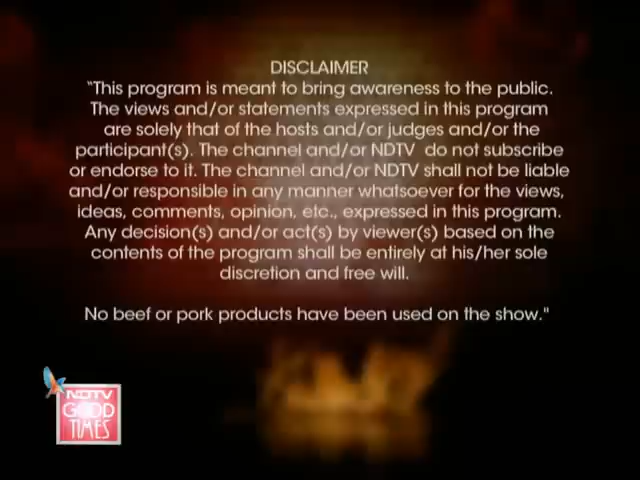 DISCLAIMER
"This program is meant to bring awareness to the public.
The views and/or statements expressed in this program
are solely that of the hosts and/or judges and/or the
participant(s). The channel and/or NDTV do not subscribe
or endorse to it. The channel and/or NDTV shall not be liable
and/or responsible in any manner whatsoever for the views,
ideas, comments, opinion, etc., expressed in this program.
Any decision(s) and/or act(s) by viewer(s) based on the
contents of the program shall be entirely at his/her sole
discretion and free will.
No beef or pork products have been used on the show."
NDTV
GOOD
TIMES